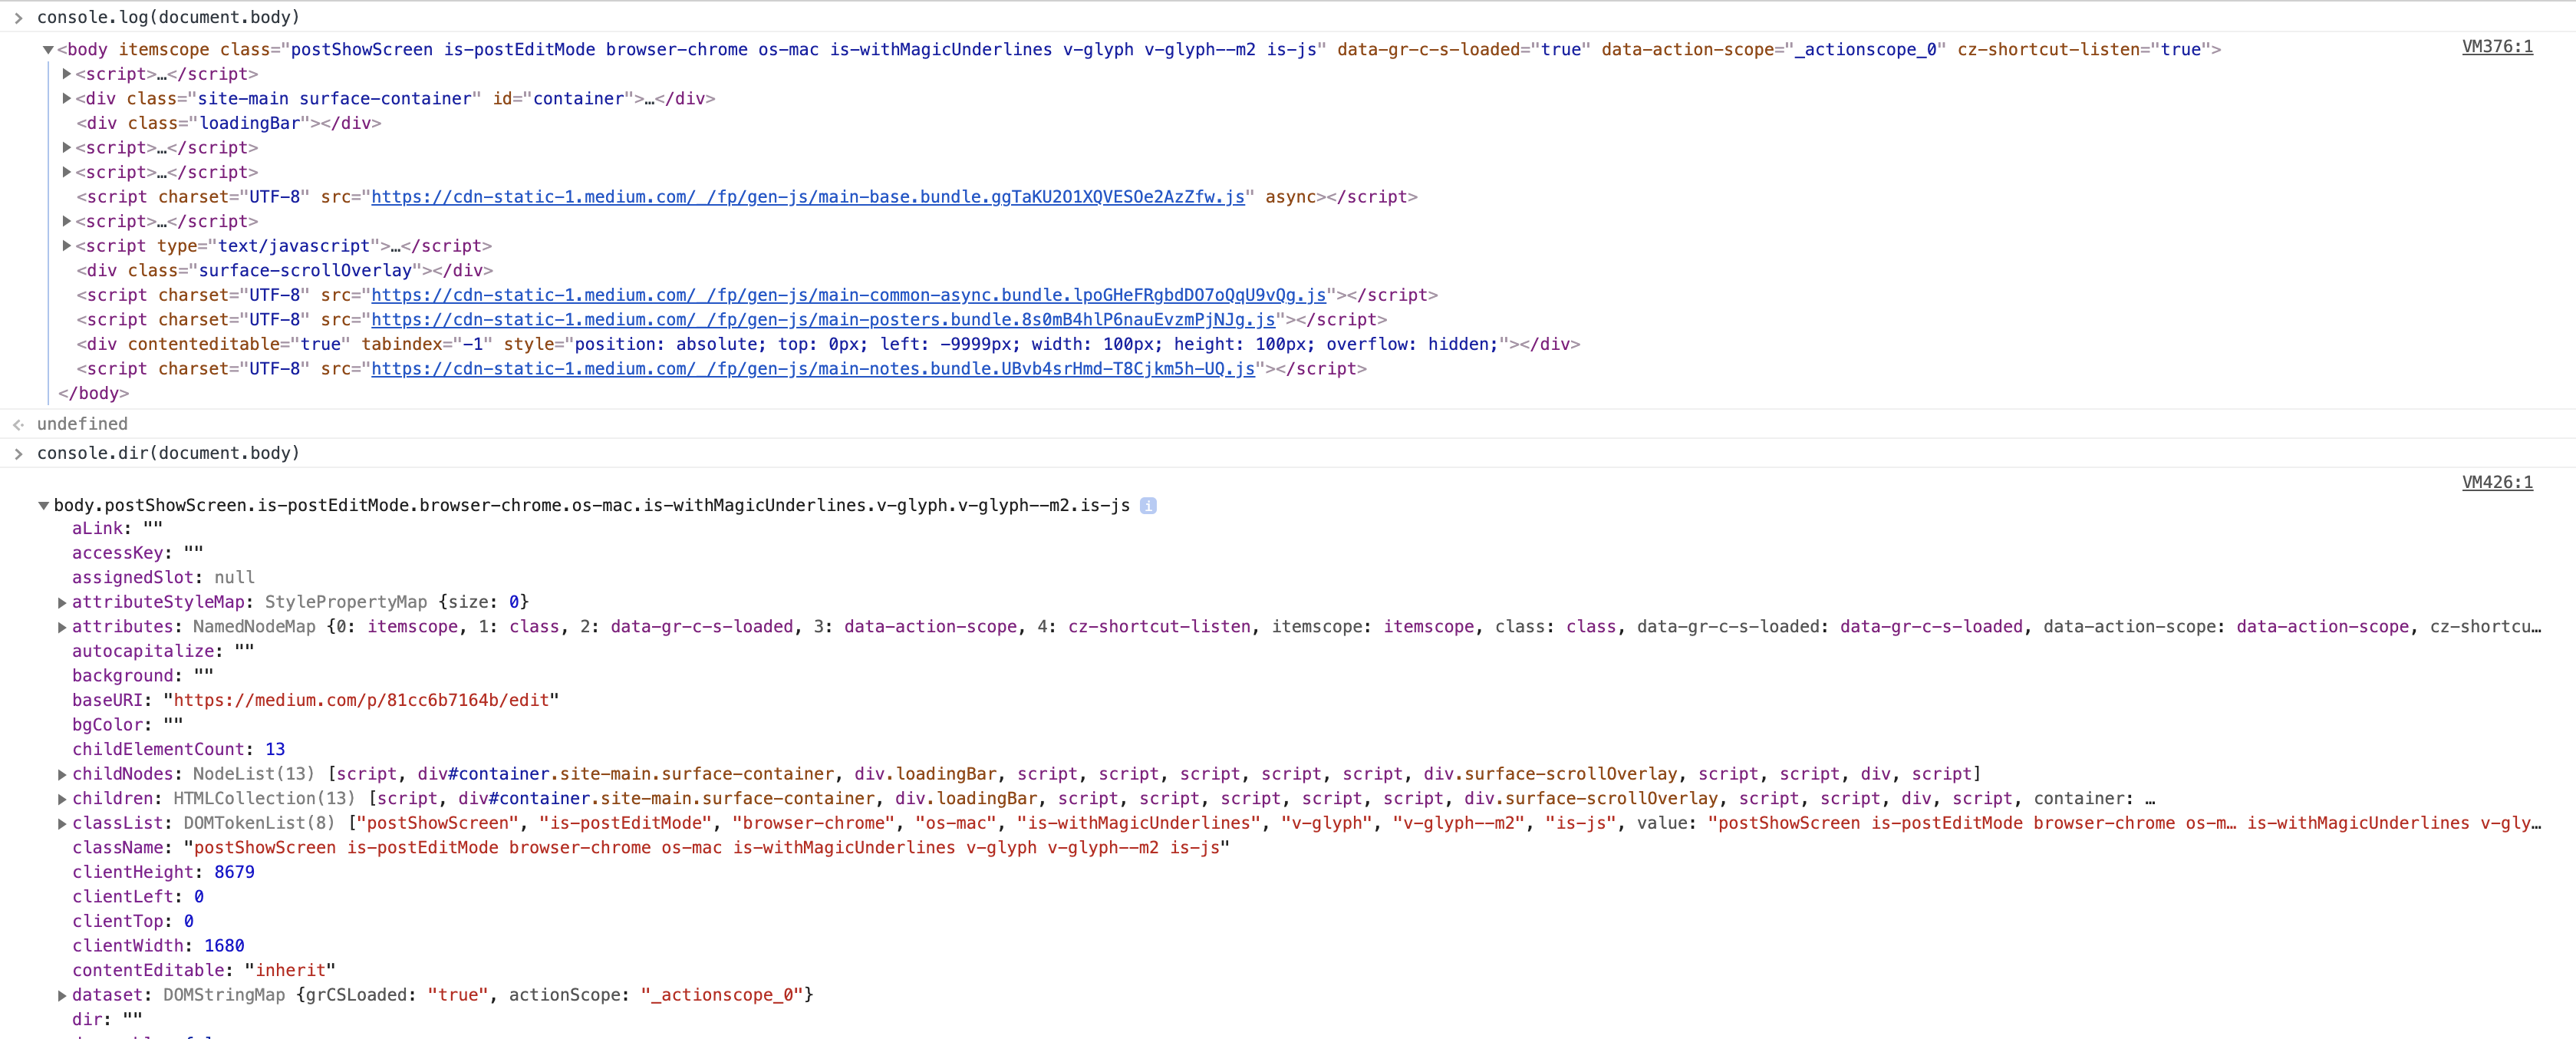 console.log(document.body)
VM376:1
<body itemscope class="postShowScreen is-postEditMode browser-chrome os-mac is-withMagicUnderlines v-glyph v-glyph--m2 is-js" data-gr-c-s-loaded="true" data-action-scope="_actionscope_0" cz-shortcut-listen="true">
<script>…</script>
<div class="site-main surface-container" id="container">…</div>
<div class="loadingBar"></div>
<script>…</script>
<script>…</script>
<script charset="UTF-8" src="https://cdn-static-1.medium.com/_/fp/gen-js/main-base.bundle.ggTaKU2O1XQVESOe2AzZfw.js" async></script>
<script>…</script>
<script type="text/javascript">…</script>
<div class="surface-scrollOverlay"></div>
<script charset="UTF-8" src="https://cdn-static-1.medium.com/_/fp/gen-js/main-common-async.bundle.lpoGHeFRgbdDO7oQqU9vQg.js"></script>
<script charset="UTF-8" src="https://cdn-static-1.medium.com/_/fp/gen-js/main-posters.bundle.8s0mB4hlP6nauEvzmPjNJg.js"></script>
<div contenteditable="true" tabindex="-1" style="position: absolute; top: 0px; left: -9999px; width: 100px; height: 100px; overflow: hidden;"></div>
<script charset="UTF-8" src="https://cdn-static-1.medium.com/_/fp/gen-js/main-notes.bundle.UBvb4srHmd-T8Cjkm5h-UQ.js"></script>
</body>
undefined
console.dir(document.body)
VM426:1
body.postShowScreen.is-postEditMode.browser-chrome.os-mac.is-withMagicUnderlines.v-glyph.v-glyph--m2.is-js i
aLink: ""
accessKey: ""
assignedSlot: null
attributeStyleMap: StylePropertyMap {size: 0}
attributes: NamedNodeMap {0: itemscope, 1: class, 2: data-gr-c-s-loaded, 3: data-action-scope, 4: cz-shortcut-listen, itemscope: itemscope, class: class, data-gr-c-s-loaded: data-gr-c-s-loaded, data-action-scope: data-action-scope, cz-shortcu…
autocapitalize: ""
background: ""
baseURI: "https://medium.com/p/81cc6b7164b/edit"
bgColor: ""
childElementCount: 13
childNodes: NodeList(13) [script, div#container.site-main.surface-container, div.loadingBar, script, script, script, script, script, div.surface-scrollOverlay, script, script, div, script]
children: HTMLCollection(13) [script, div#container.site-main.surface-container, div.loadingBar, script, script, script, script, script, div.surface-scrollOverlay, script, script, div, script, container: …
classList: DOMTokenList(8) ["postShowScreen", "is-postEditMode", "browser-chrome", "os-mac", "is-withMagicUnderlines", "v-glyph", "v-glyph--m2", "is-js", value: "postShowScreen is-postEditMode browser-chrome os-m… is-withMagicUnderlines v-gly…
className: "postShowScreen is-postEditMode browser-chrome os-mac is-withMagicUnderlines v-glyph v-glyph--m2 is-js"
clientHeight: 8679
clientLeft: 0
clientTop: 0
clientWidth: 1680
contentEditable: "inherit"
dataset: DOMStringMap {grCSLoaded: "true", actionScope: "_actionscope_0"}
dir: ""